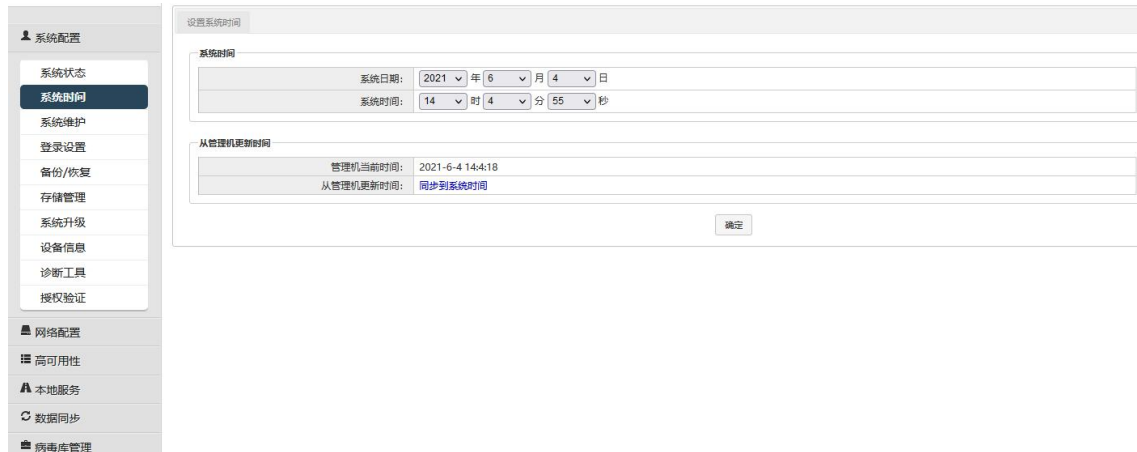 系统配置
系统状态
系统时间
系统维护
登录设置
备份/恢复
存储管理
系统升级
设备信息
诊断工具
授权验证
网络配置
高可用性
本地服务
数据同步
病毒库管理
设置系统时间
系统时间
系统日期: 2021 年 6 月 4 日
系统时间: 14 时 4 分 55 秒
从管理机更新时间
管理机当前时间: 2021-6-4 14:4:18
从管理机更新时间: 同步到系统时间
确定